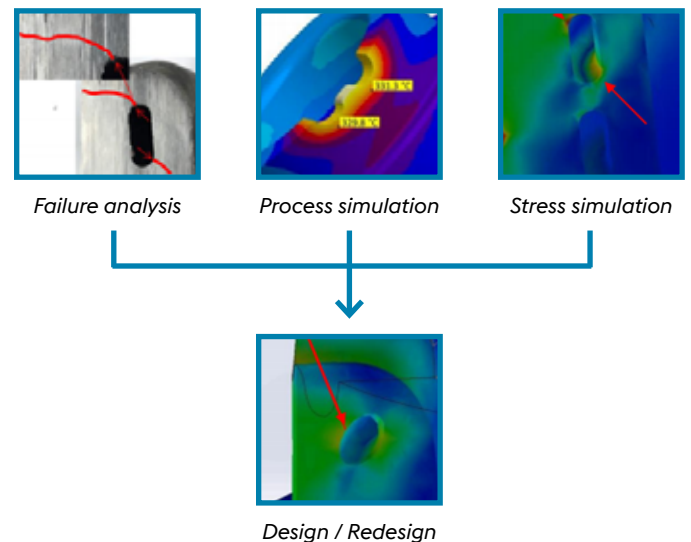 Failure analysis
Process simulation
Stress simulation
Design / Redesign